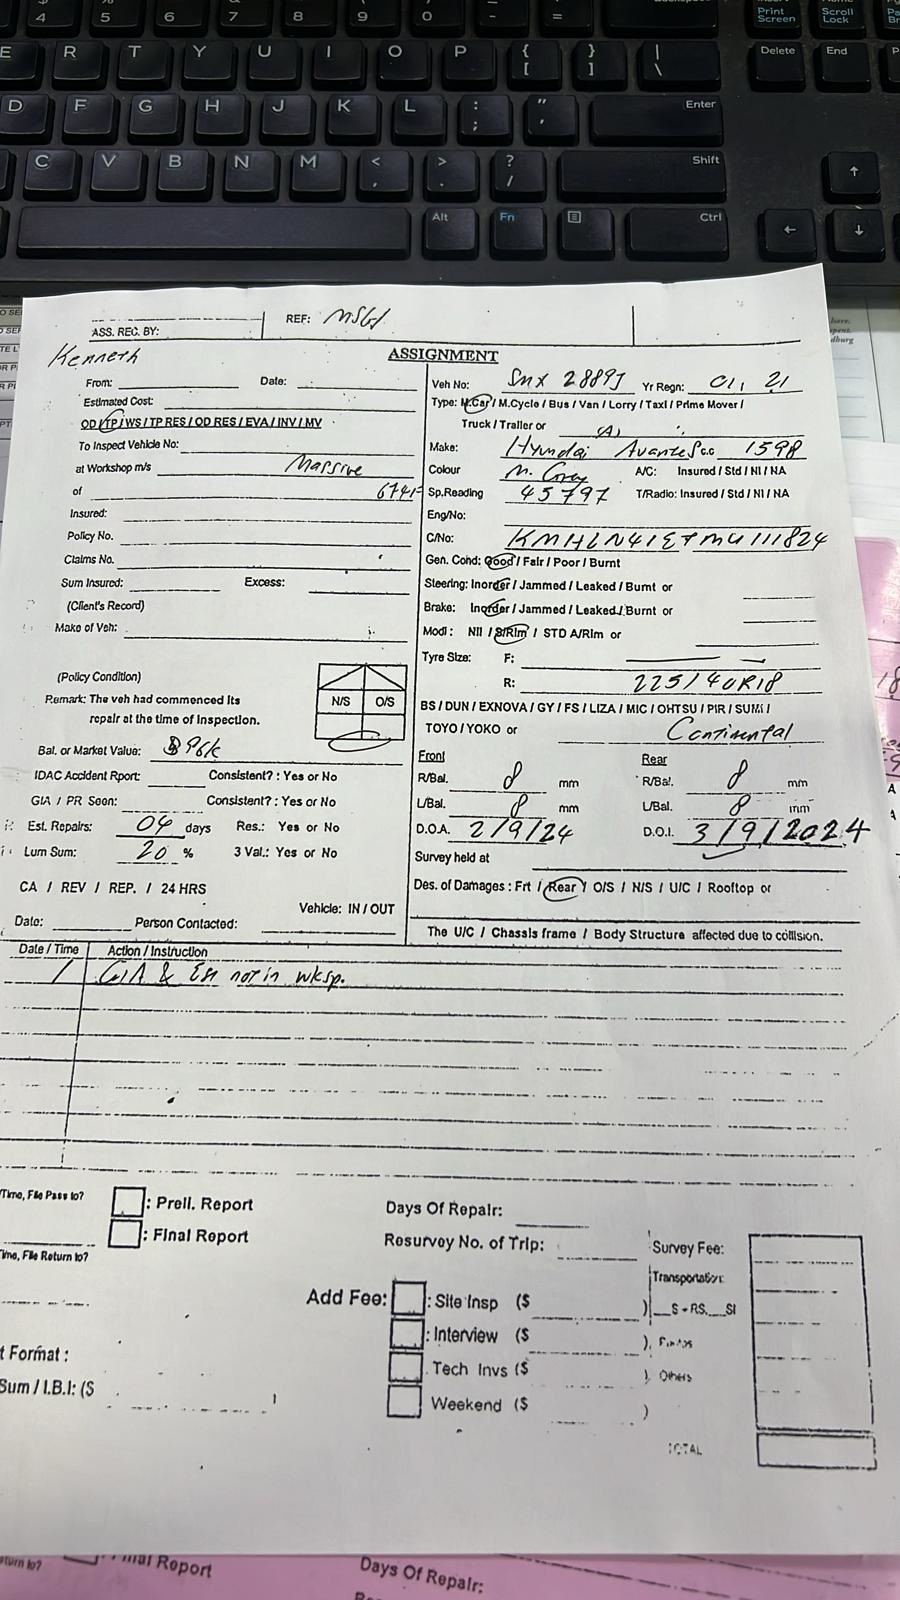 $ 4 % 5 6 & 7 * 8 ( 9 ) 0 - + = Backspace Print Screen Scroll Lock
E R T Y U I O P { [ } ] | \ Delete End
D F G H J K L : ; " ' Enter
C V B N M < , > . ? / Shift ↑
Alt Fn Ctrl ← ↓
ASS. REC. BY:
REF: MSG/
Kenneth
ASSIGNMENT
From: Date:
Estimated Cost:
OD / TP / WS / TP RES / OD RES / EVA / INV / MV
To Inspect Vehicle No:
at Workshop m/s Massive
of 6741
Insured:
Policy No.
Claims No.
Sum Insured: Excess:
(Client's Record)
Make of Veh:
(Policy Condition)
Remark: The veh had commenced its
repair at the time of inspection.
N/S O/S
Bal. or Market Value: $96k
IDAC Accident Rport: Consistent? : Yes or No
GIA / PR Seen: Consistent? : Yes or No
Est. Repairs: 04 days Res.: Yes or No
Lum Sum: 20 % 3 Val.: Yes or No
CA / REV / REP. / 24 HRS
Vehicle: IN / OUT
Date: Person Contacted:
Veh No: SMX 2889J Yr Regn: 01, 21
Type: M.Car / M.Cycle / Bus / Van / Lorry / Taxi / Prime Mover /
Truck / Trailer or (A)
Make: Hyundai Avante S c.c 1598
Colour M. Grey A/C: Insured / Std / NI / NA
Sp.Reading 45797 T/Radio: Insured / Std / NI / NA
Eng/No:
C/No:
Gen. Cond: Good / Fair / Poor / Burnt
Steering: Inorder / Jammed / Leaked / Burnt or
Brake: Inorder / Jammed / Leaked / Burnt or
Modi: Nil / S/Rim / STD A/Rim or
Tyre Size: F:
R: 225/40R18
BS / DUN / EXNOVA / GY / FS / LIZA / MIC / OHTSU / PIR / SUMI /
TOYO / YOKO or Continental
Front Rear
R/Bal. 8 mm R/Bal. 8 mm
L/Bal. 8 mm L/Bal. 8 mm
D.O.A. 2/9/24 D.O.I. 3/9/2024
Survey held at
Des. of Damages : Frt / Rear / O/S / N/S / U/C / Rooftop or
The U/C / Chassis frame / Body Structure affected due to collision.
Date / Time Action / Instruction
/ GIA & Est not in wksp.
Time, File Pass to?
: Preli. Report
: Final Report
Time, File Return to?
Days Of Repair:
Resurvey No. of Trip:
Survey Fee:
Transportation:
Add Fee: : Site Insp ($ ) S + RS. SI
: Interview ($ ), Fotos
Tech Invs ($ ), Others
Weekend ($ )
t Format :
Sum / I.B.I: ($ )
TOTAL
Final Report
Days Of Repair: